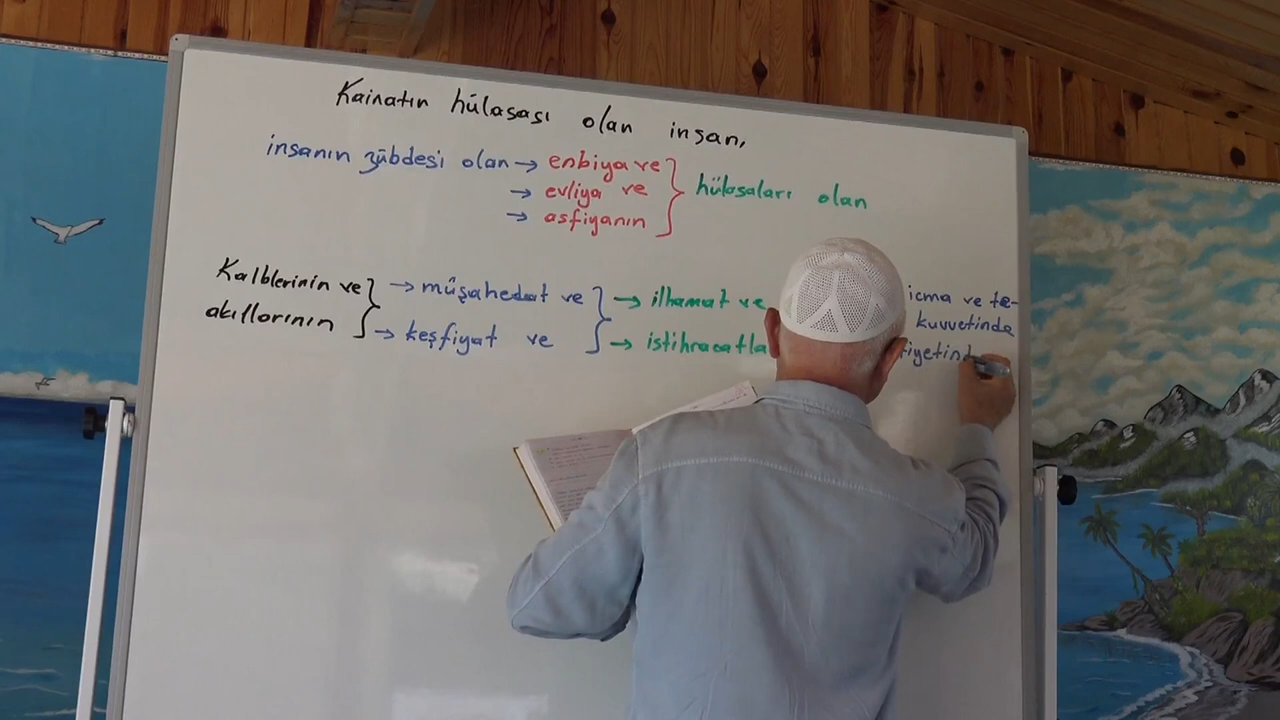 Kainatın hülasası olan insan,
insanın zübdesi olan → enbiya ve
→ evliya ve
→ asfiyanın
hülasaları olan
Kalblerinin ve
akıllarının
→ müşahedat ve
→ keşfiyat ve
→ ilhamat ve
→ istihracatla
icma ve te-
kuvvetinde